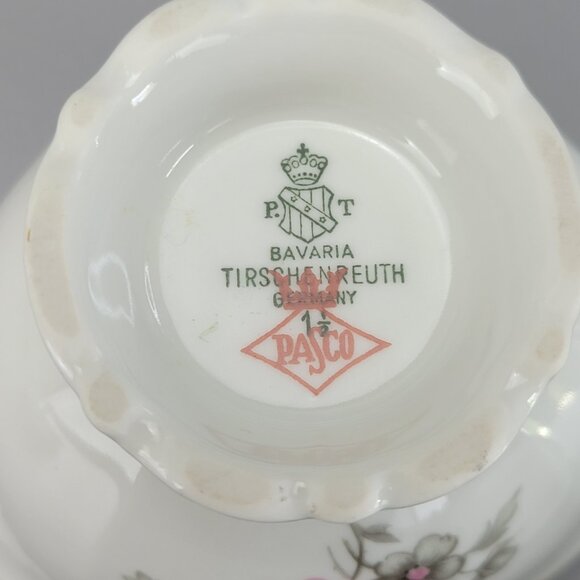 P. T
BAVARIA
TIRSCHENREUTH
GERMANY
1½
PASCO